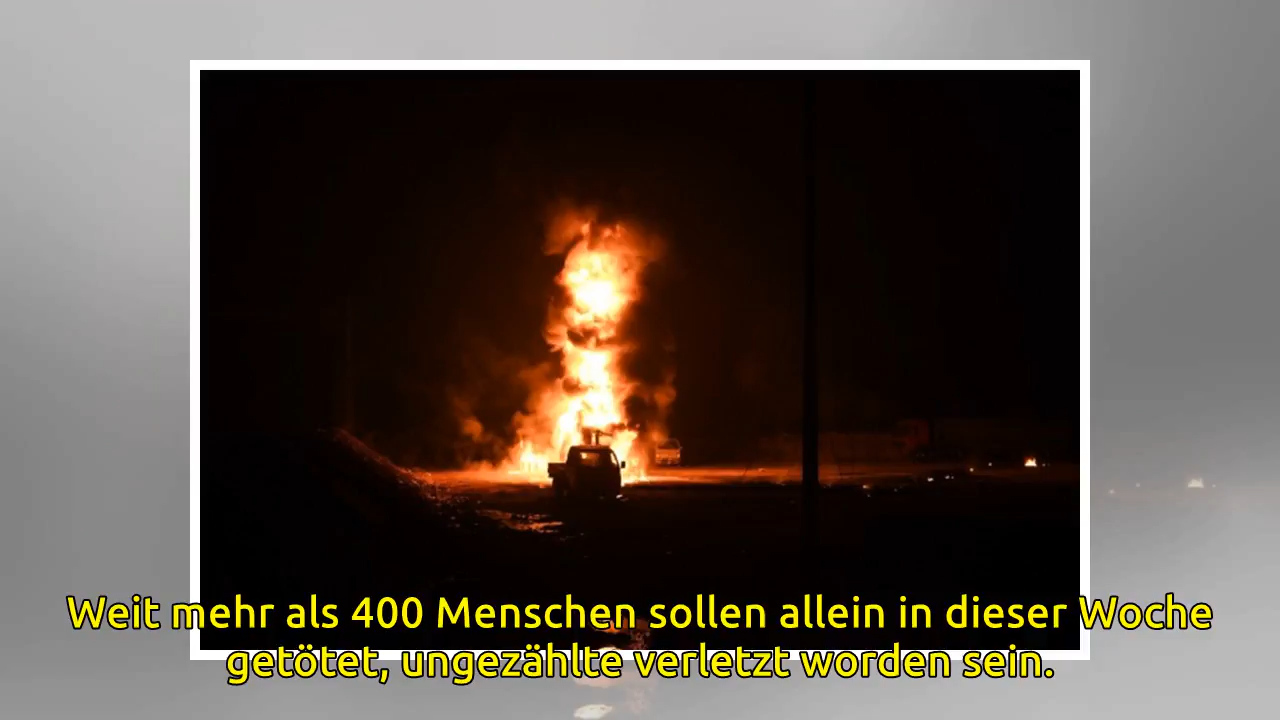 Weit mehr als 400 Menschen sollen allein in dieser Woche
getötet, ungezählte verletzt worden sein.